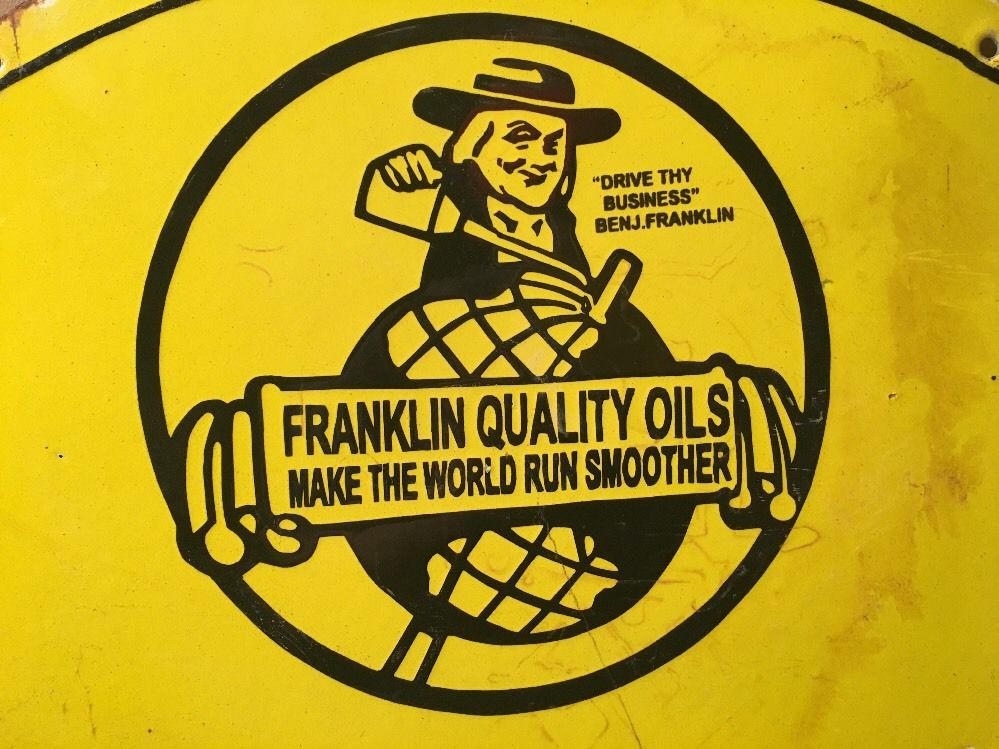 “DRIVE THY
BUSINESS”
BENJ.FRANKLIN
FRANKLIN QUALITY OILS
MAKE THE WORLD RUN SMOOTHER